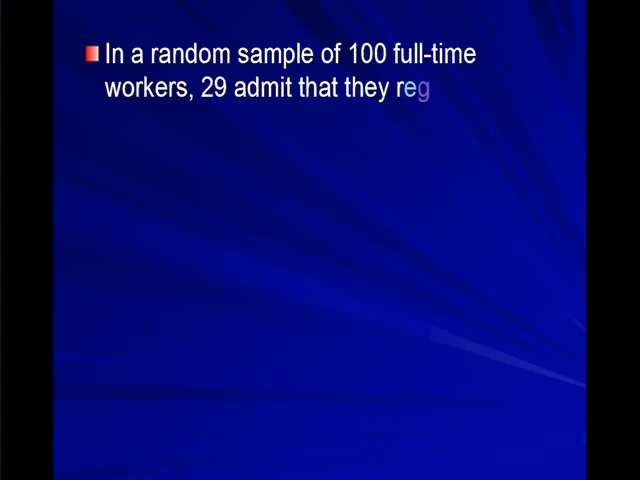 In a random sample of 100 full-time
workers, 29 admit that they reg